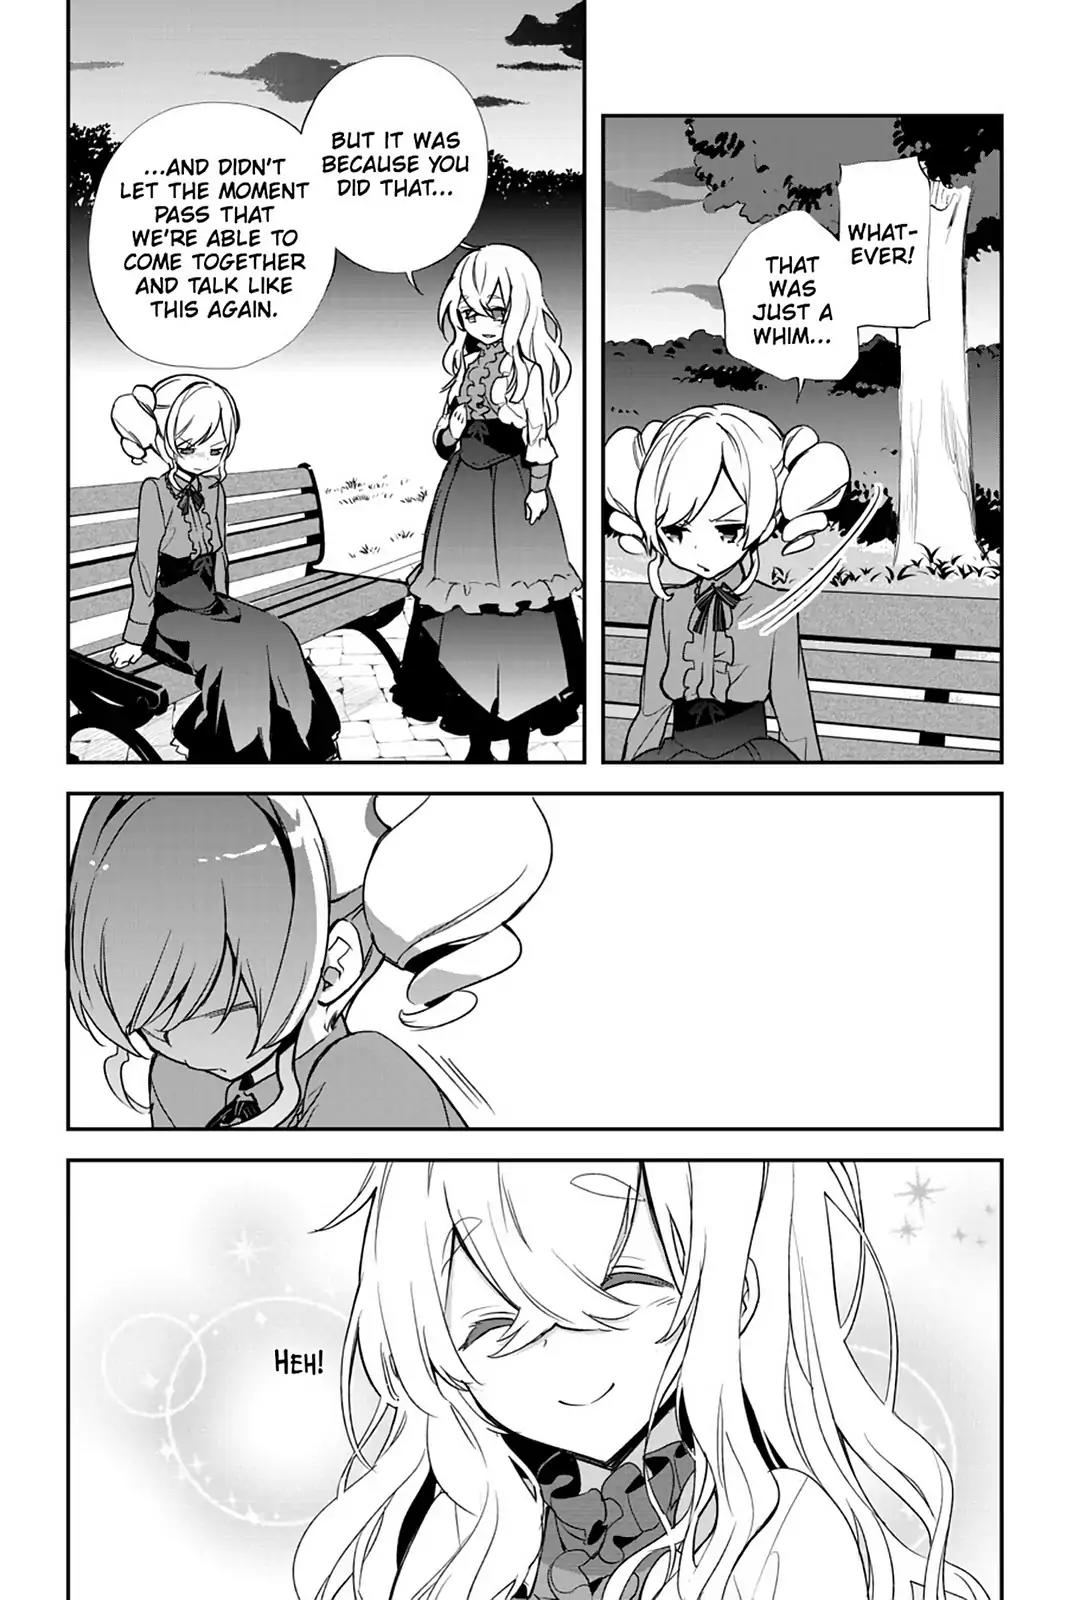 WHAT-
EVER!
THAT
WAS
JUST A
WHIM...
BUT IT WAS
BECAUSE YOU
DID THAT...
...AND DIDN'T
LET THE MOMENT
PASS THAT
WE'RE ABLE TO
COME TOGETHER
AND TALK LIKE
THIS AGAIN.
HEH!